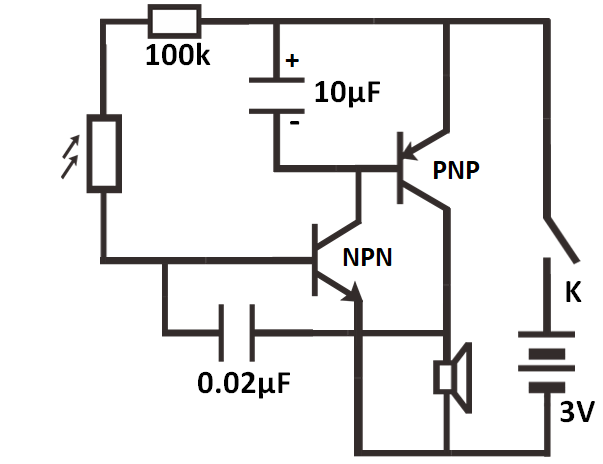 100k
+
10µF
-
PNP
NPN
K
0.02µF
3V